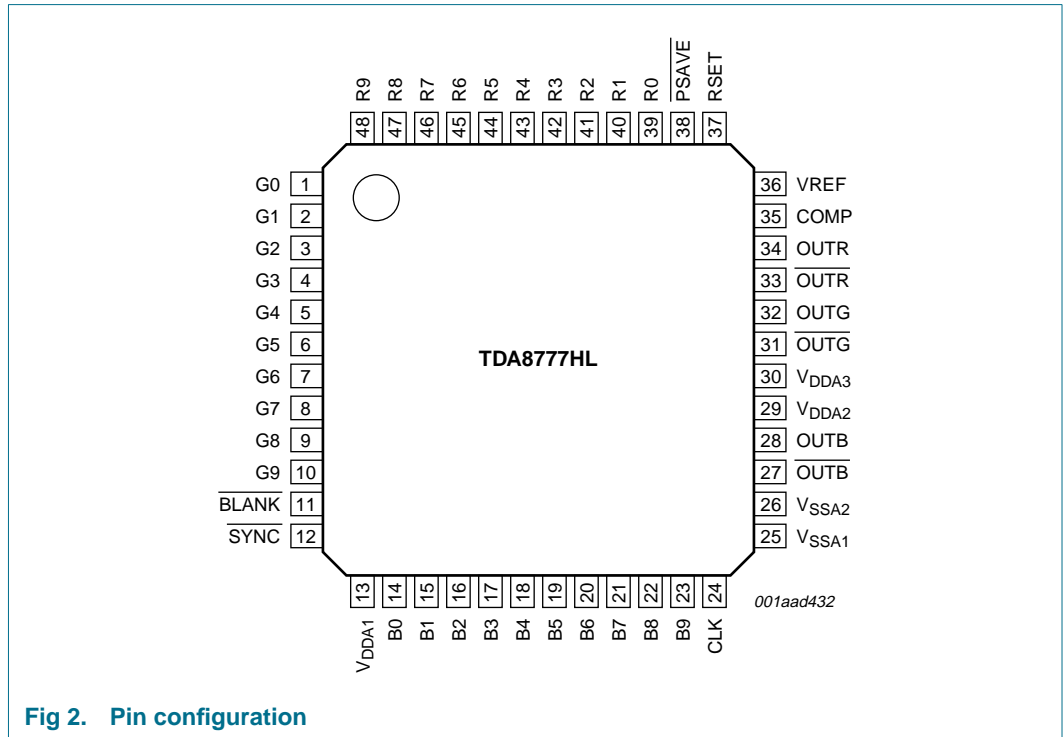 R9 R8 R7 R6 R5 R4 R3 R2 R1 R0 PSAVE RSET
48 47 46 45 44 43 42 41 40 39 38 37
G0 1 36 VREF
G1 2 35 COMP
G2 3 34 OUTR
G3 4 33 OUTR
G4 5 32 OUTG
G5 6 31 OUTG
TDA8777HL
G6 7 30 VDDA3
G7 8 29 VDDA2
G8 9 28 OUTB
G9 10 27 OUTB
BLANK 11 26 VSSA2
SYNC 12 25 VSSA1
13 14 15 16 17 18 19 20 21 22 23 24
001aad432
VDDA1 B0 B1 B2 B3 B4 B5 B6 B7 B8 B9 CLK
Fig 2. Pin configuration